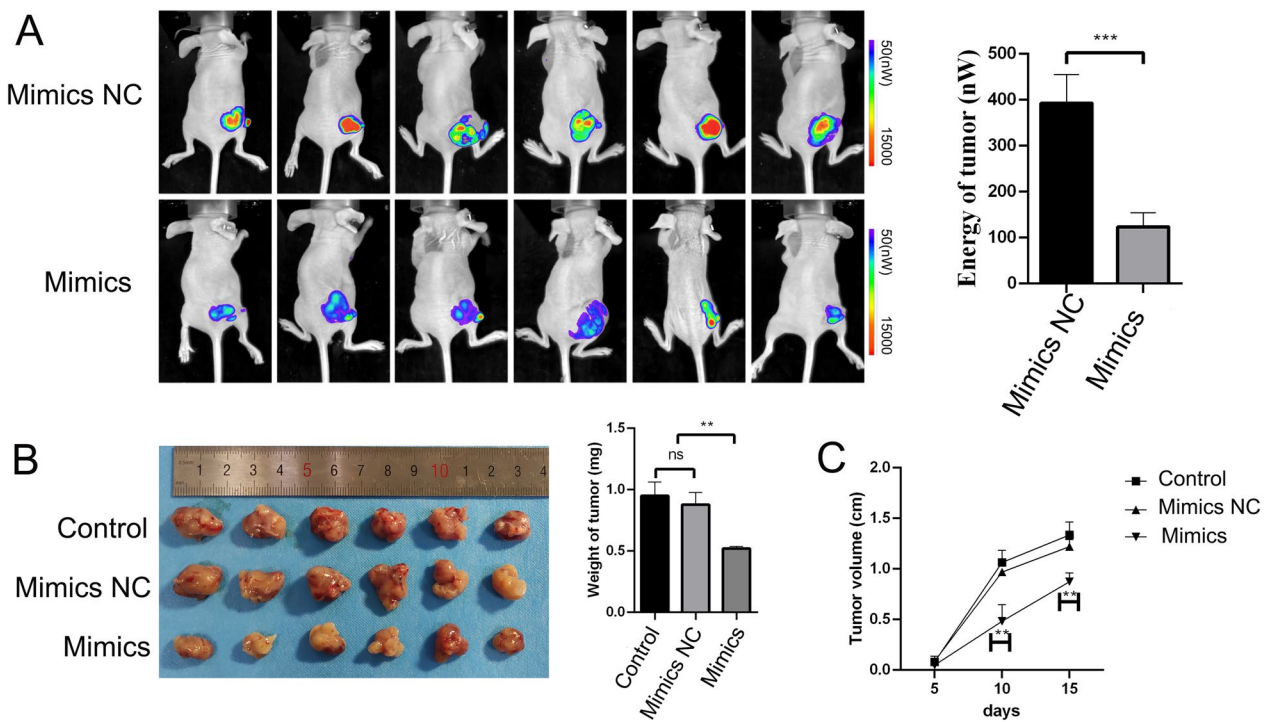 A
Mimics NC
Mimics
50(nW)
15000
50(nW)
15000
Energy of tumor (nW)
500
400
300
200
100
0
***
Mimics NC
Mimics
B
1 2 3 4 5 6 7 8 9 10 1 2 3 4
Control
Mimics NC
Mimics
Weight of tumor (mg)
1.5
1.0
0.5
0.0
**
ns
Control
Mimics NC
Mimics
C
Tumor volume (cm)
2.0
1.5
1.0
0.5
0.0
**
**
5 10 15
days
Control
Mimics NC
Mimics